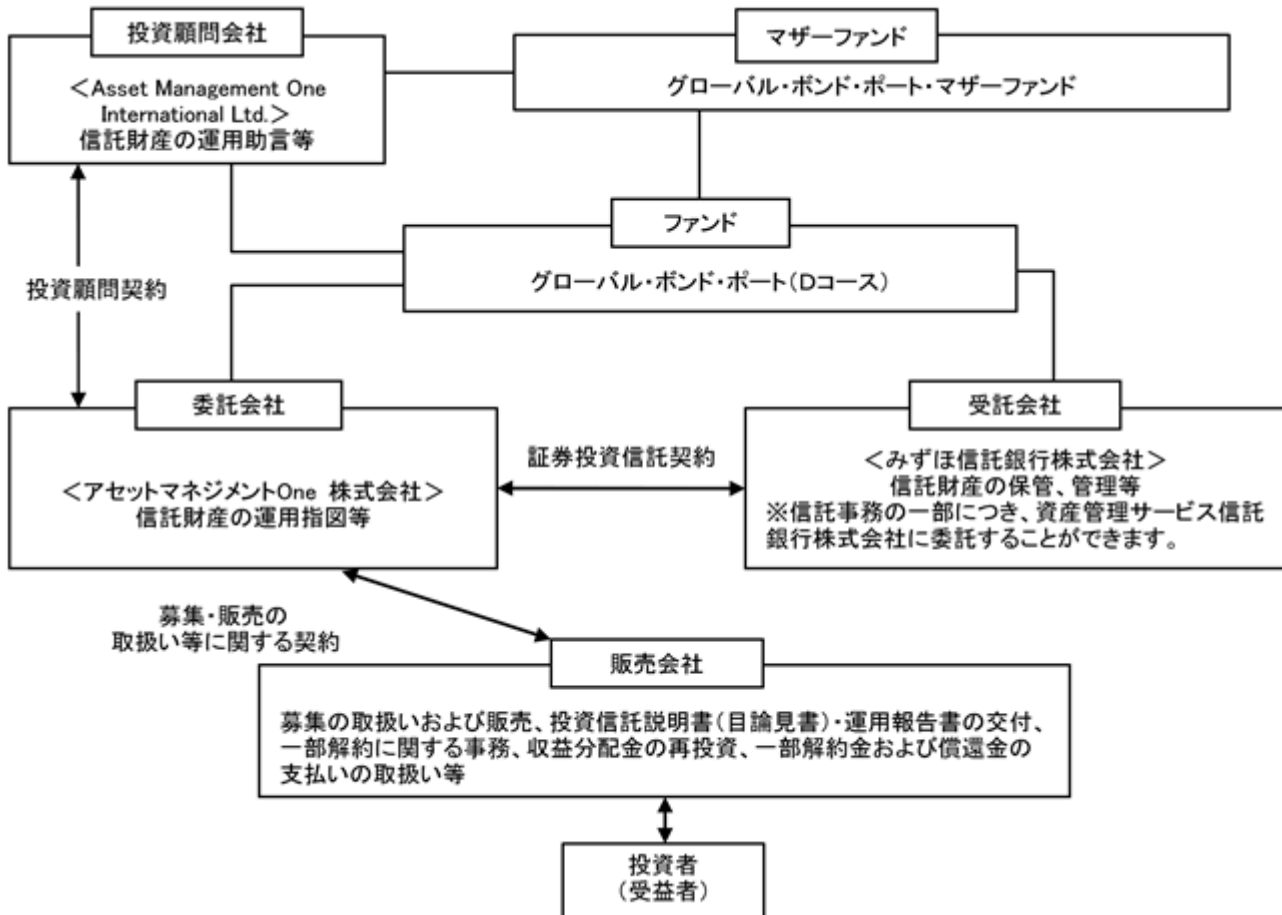 投資顧問会社
<Asset Management One
International Ltd.>
信託財産の運用助言等
マザーファンド
グローバル・ボンド・ポート・マザーファンド
ファンド
グローバル・ボンド・ポート(Dコース)
投資顧問契約
委託会社
<アセットマネジメントOne 株式会社>
信託財産の運用指図等
証券投資信託契約
受託会社
<みずほ信託銀行株式会社>
信託財産の保管、管理等
※信託事務の一部につき、資産管理サービス信託
銀行株式会社に委託することができます。
募集・販売の
取扱い等に関する契約
販売会社
募集の取扱いおよび販売、投資信託説明書(目論見書)・運用報告書の交付、
一部解約に関する事務、収益分配金の再投資、一部解約金および償還金の
支払いの取扱い等
投資者
(受益者)